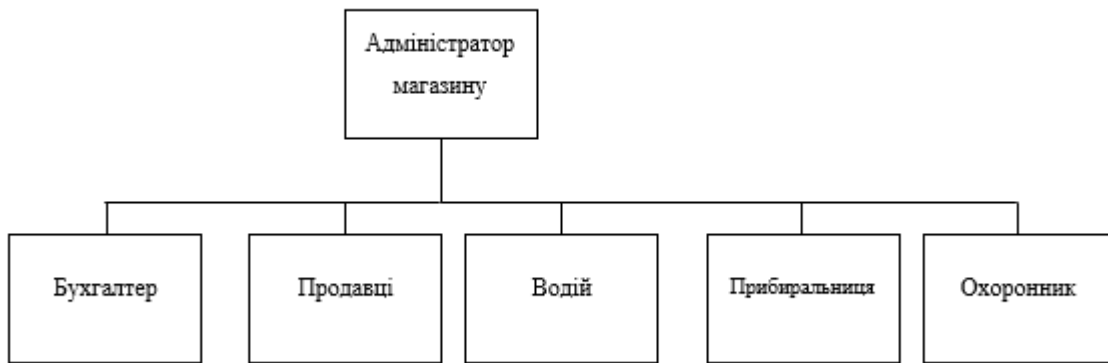 Адміністратор
магазину
Бухгалтер
Продавці
Водій
Прибиральниця
Охоронник